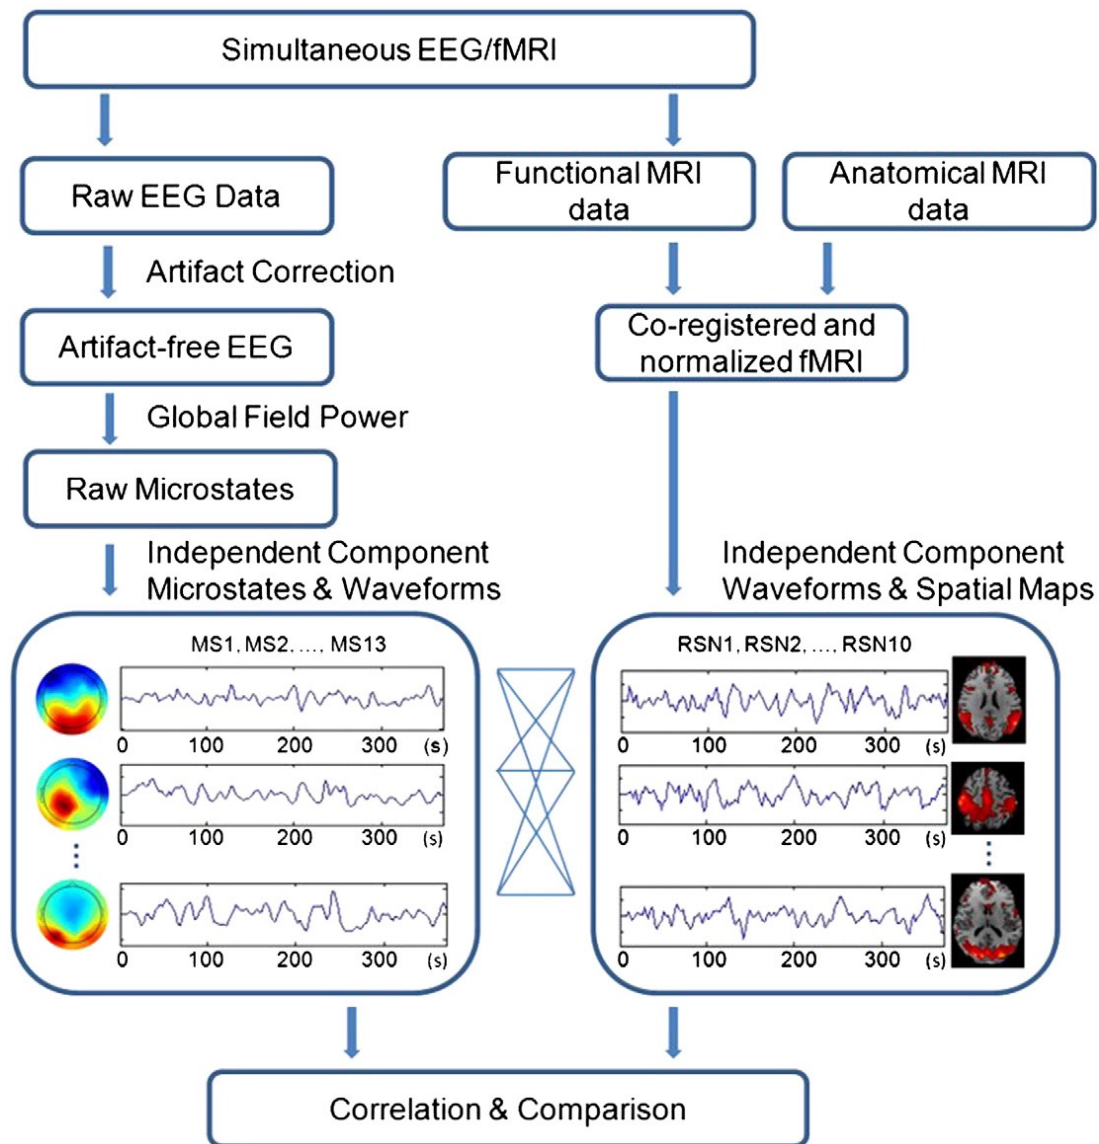 Simultaneous EEG/fMRI
Raw EEG Data
Functional MRI
data
Anatomical MRI
data
Artifact Correction
Artifact-free EEG
Co-registered and
normalized fMRI
Global Field Power
Raw Microstates
Independent Component
Microstates & Waveforms
Independent Component
Waveforms & Spatial Maps
MS1, MS2, ..., MS13
0 100 200 300 (s)
0 100 200 300 (s)
0 100 200 300 (s)
RSN1, RSN2, ..., RSN10
0 100 200 300 (s)
0 100 200 300 (s)
0 100 200 300 (s)
Correlation & Comparison